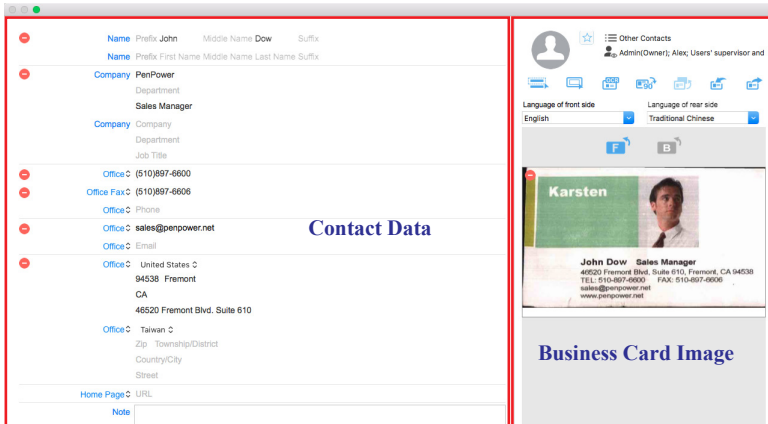 Name Prefix John Middle Name Dow Suffix
Name Prefix First Name Middle Name Last Name Suffix
Company PenPower
Department
Sales Manager
Company Company
Department
Job Title
Office (510)897-6600
Office Fax (510)897-6606
Office Phone
Office sales@penpower.net
Office Email
Office United States
94538 Fremont
CA
46520 Fremont Blvd. Suite 610
Office Taiwan
Zip Township/District
Country/City
Street
Home Page URL
Note
Contact Data
Other Contacts
Admin(Owner); Alex; Users' supervisor and
90°
Language of front side Language of rear side
English Traditional Chinese
F B
Karsten
John Dow Sales Manager
46520 Fremont Blvd, Suite 610, Fremont, CA 94538
TEL: 510-897-6600 FAX: 510-897-6606
sales@penpower.net
www.penpower.net
Business Card Image